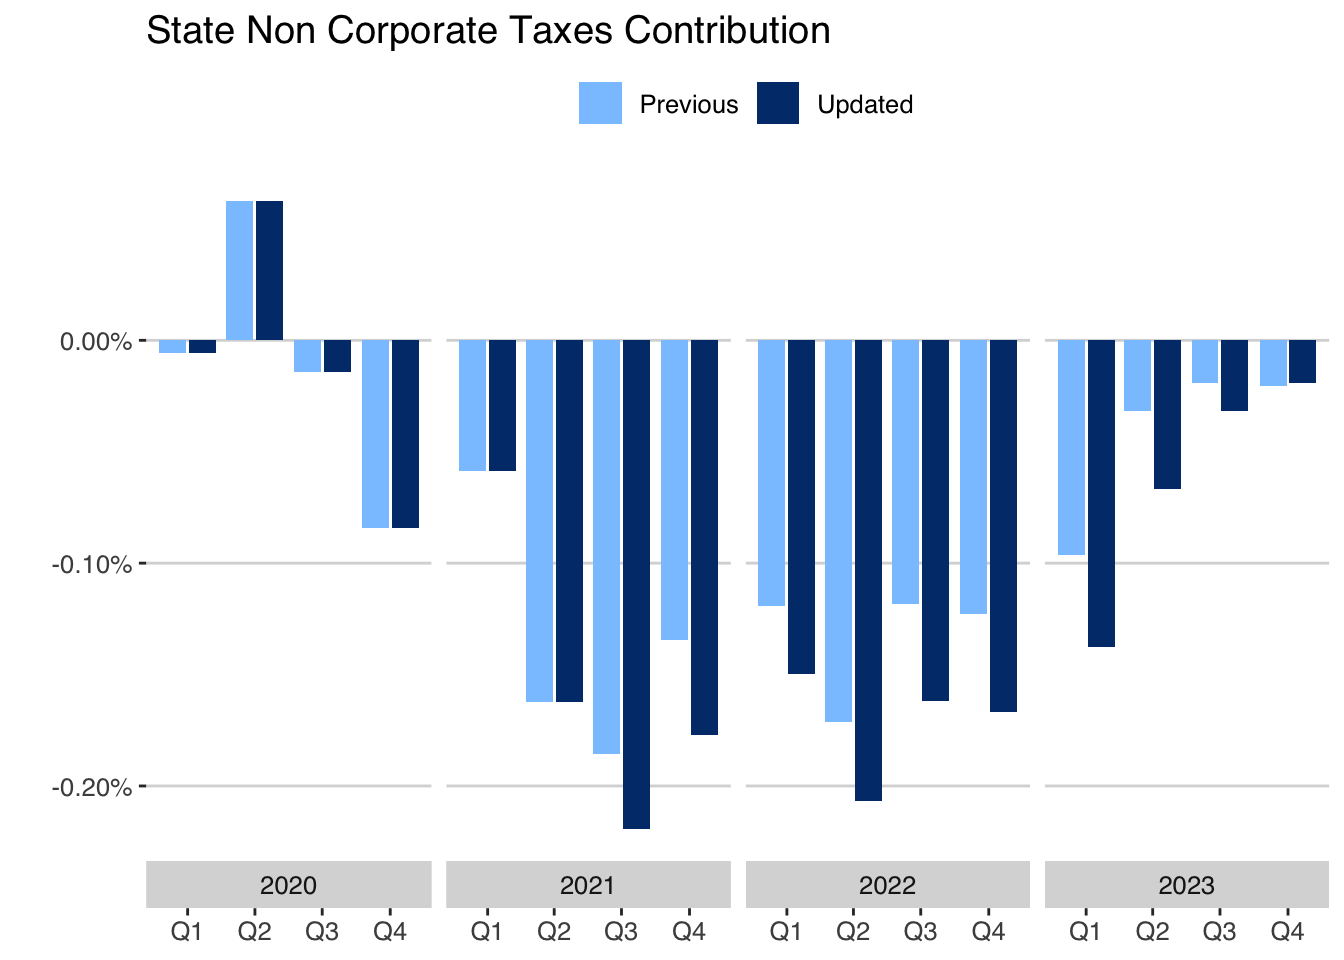 State Non Corporate Taxes Contribution
Previous Updated
0.00%
-0.10%
-0.20%
2020 2021 2022 2023
Q1 Q2 Q3 Q4 Q1 Q2 Q3 Q4 Q1 Q2 Q3 Q4 Q1 Q2 Q3 Q4